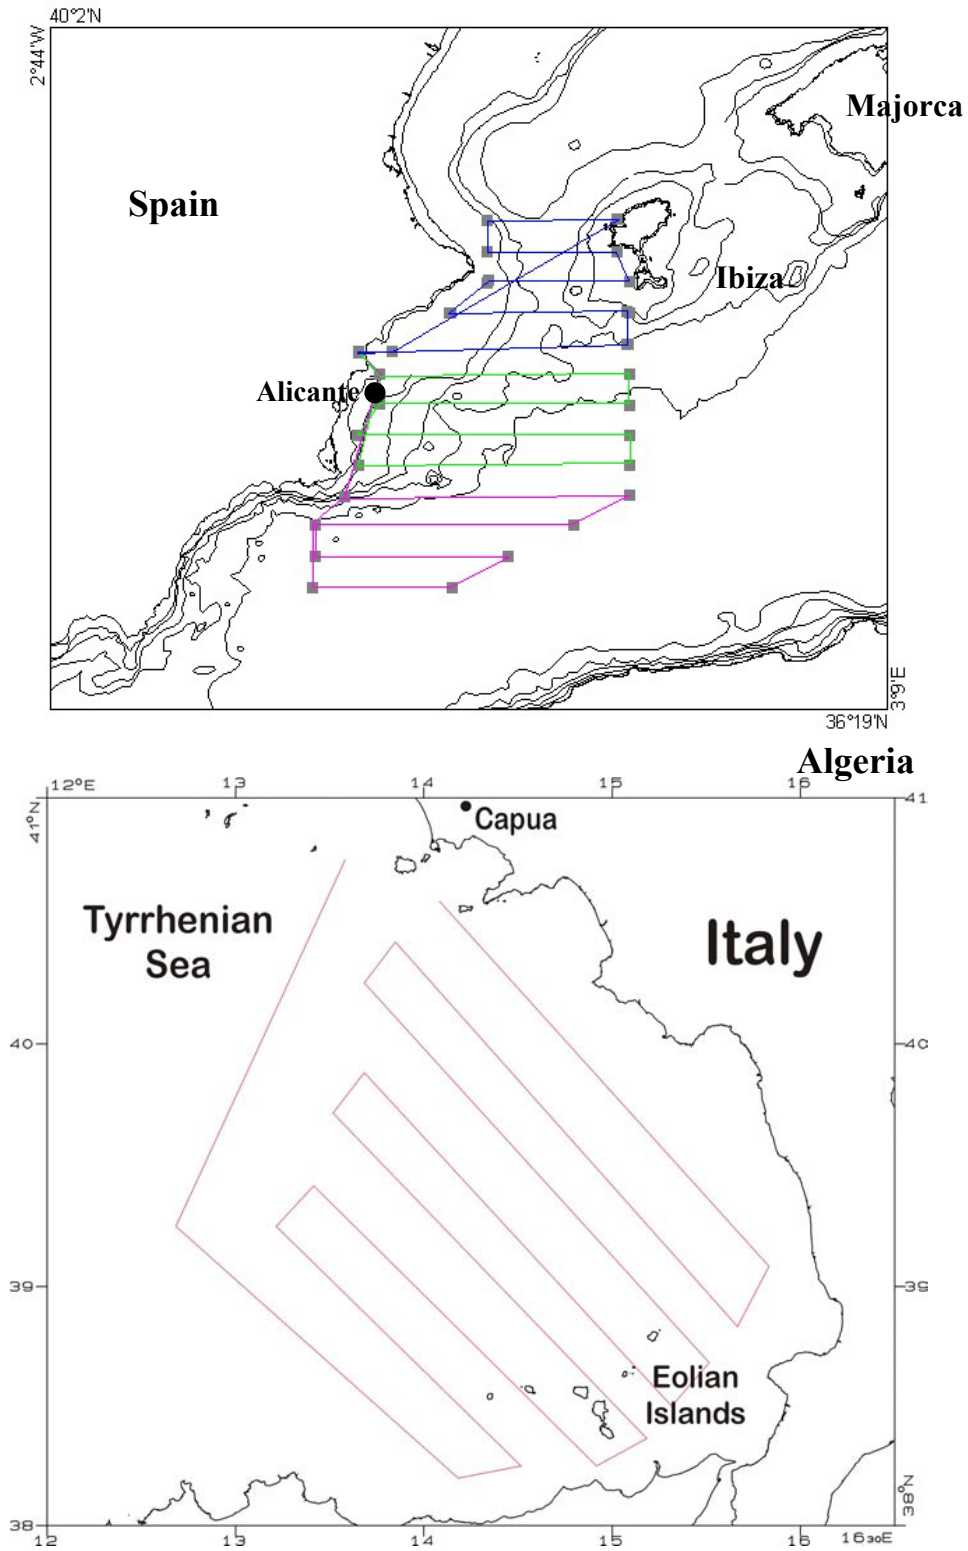 40°2'N
2°44'W
Majorca
Spain
Ibiza
Alicante
3°9'E
36°19'N
Algeria
12°E 13 14 15 16
41°N
41
Capua
Tyrrhenian
Sea
Italy
40
40
39
39
Eolian
Islands
38°N
38
12 13 14 15 16 16 30E